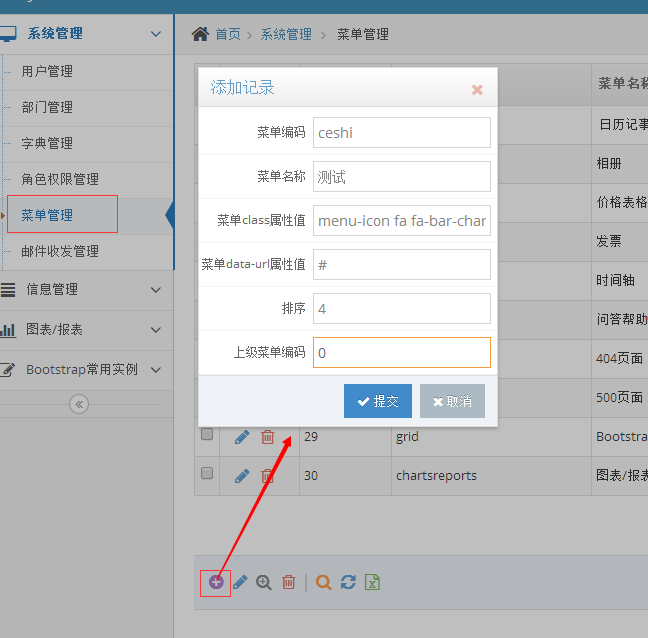 系统管理
首页 > 系统管理 > 菜单管理
用户管理
部门管理
字典管理
角色权限管理
菜单管理
邮件收发管理
信息管理
图表/报表
Bootstrap常用实例
添加记录
菜单编码 ceshi
菜单名称 测试
菜单class属性值 menu-icon fa fa-bar-char
菜单data-url属性值 #
排序 4
上级菜单编码 0
提交 取消
菜单名称
日历记事
相册
价格表格
发票
时间轴
问答帮助
404页面
500页面
29 grid Bootstra
30 chartsreports 图表/报表